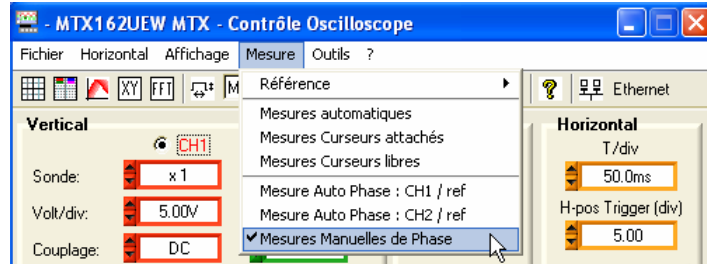 - MTX162UEW MTX - Contrôle Oscilloscope
Fichier Horizontal Affichage Mesure Outils ?
XY FFT M Ethernet
Référence
Mesures automatiques
Mesures Curseurs attachés
Mesures Curseurs libres
Mesure Auto Phase : CH1 / ref
Mesure Auto Phase : CH2 / ref
Mesures Manuelles de Phase
Vertical
CH1
Sonde: x 1
Volt/div: 5.00V
Couplage: DC
Horizontal
T/div
50.0ms
H-pos Trigger (div)
5.00